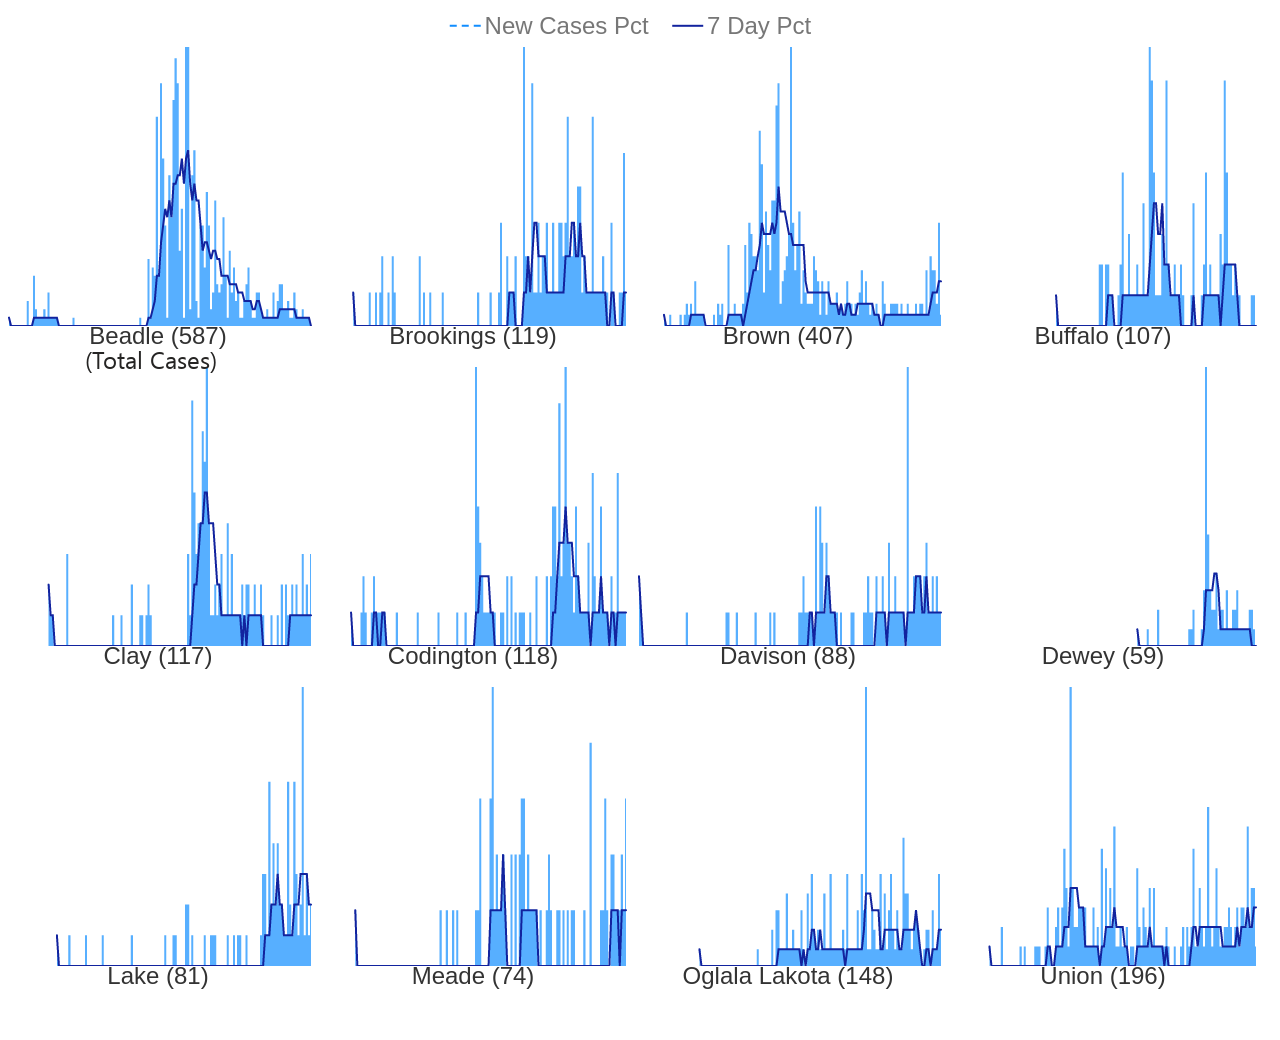 New Cases Pct 7 Day Pct
Beadle (587) Brookings (119) Brown (407) Buffalo (107)
(Total Cases)
Clay (117) Codington (118) Davison (88) Dewey (59)
Lake (81) Meade (74) Oglala Lakota (148) Union (196)